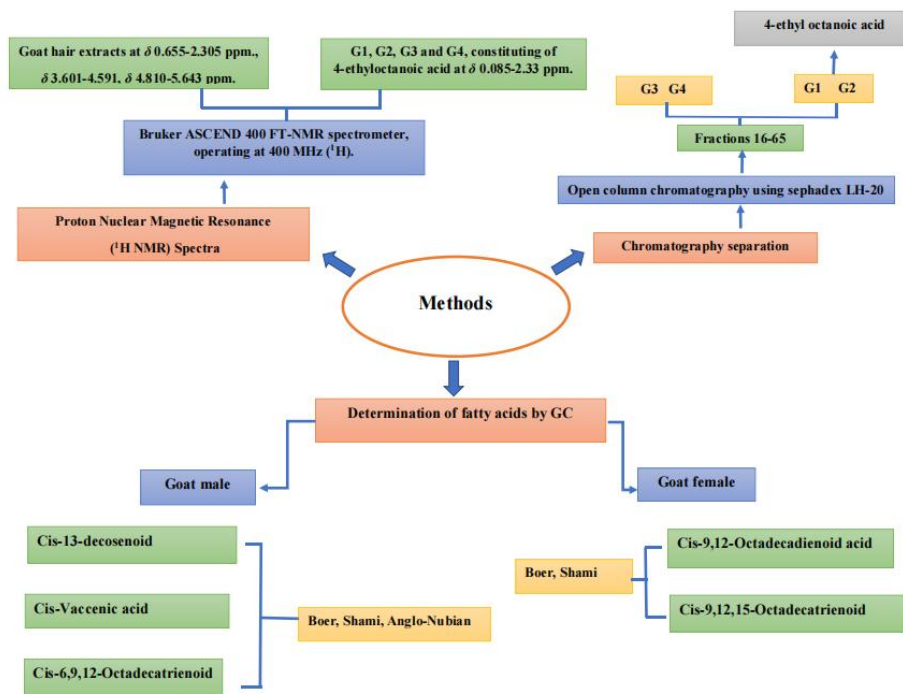 4-ethyl octanoic acid
Goat hair extracts at δ 0.655-2.305 ppm.,
δ 3.601-4.591, δ 4.810-5.643 ppm.
G1, G2, G3 and G4, constituting of
4-ethyloctanoic acid at δ 0.085-2.33 ppm.
G3 G4
G1 G2
Bruker ASCEND 400 FT-NMR spectrometer,
operating at 400 MHz (¹H).
Fractions 16-65
Open column chromatography using sephadex LH-20
Proton Nuclear Magnetic Resonance
(¹H NMR) Spectra
Chromatography separation
Methods
Determination of fatty acids by GC
Goat male
Goat female
Cis-13-decosenoid
Cis-Vaccenic acid
Cis-6,9,12-Octadecatrienoid
Boer, Shami, Anglo-Nubian
Boer, Shami
Cis-9,12-Octadecadienoid acid
Cis-9,12,15-Octadecatrienoid